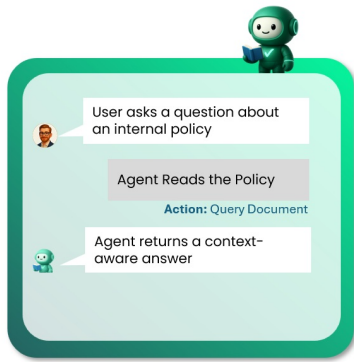 User asks a question about
an internal policy
Agent Reads the Policy
Action: Query Document
Agent returns a context-
aware answer